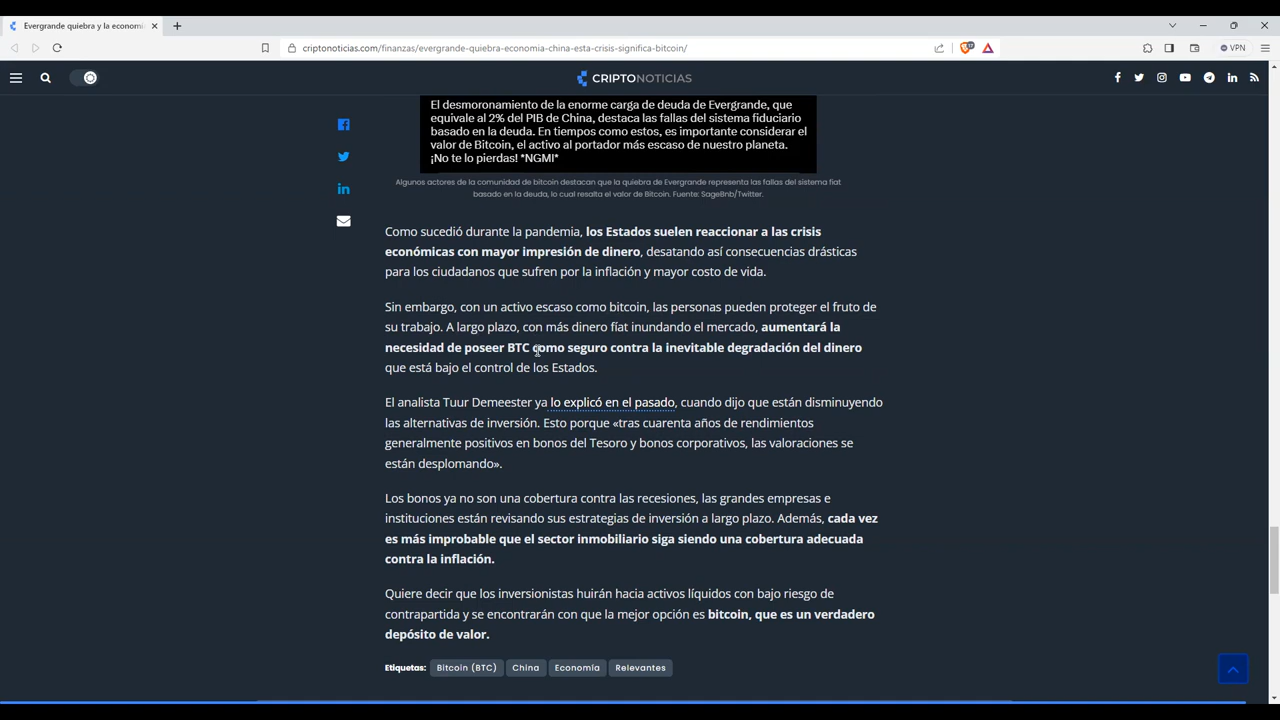 Evergrande quiebra y la economí
criptonoticias.com/finanzas/evergrande-quiebra-economia-china-esta-crisis-significa-bitcoin/
17
VPN
CRIPTONOTICIAS
El desmoronamiento de la enorme carga de deuda de Evergrande, que
equivale al 2% del PIB de China, destaca las fallas del sistema fiduciario
basado en la deuda. En tiempos como estos, es importante considerar el
valor de Bitcoin, el activo al portador más escaso de nuestro planeta.
¡No te lo pierdas! *NGMI*
Algunos actores de la comunidad de bitcoin destacan que la quiebra de Evergrande representa las fallas del sistema fíat
basado en la deuda, lo cual resalta el valor de Bitcoin. Fuente: SageBnb/Twitter.
Como sucedió durante la pandemia, los Estados suelen reaccionar a las crisis
económicas con mayor impresión de dinero, desatando así consecuencias drásticas
para los ciudadanos que sufren por la inflación y mayor costo de vida.
Sin embargo, con un activo escaso como bitcoin, las personas pueden proteger el fruto de
su trabajo. A largo plazo, con más dinero fíat inundando el mercado, aumentará la
necesidad de poseer BTC como seguro contra la inevitable degradación del dinero
que está bajo el control de los Estados.
El analista Tuur Demeester ya lo explicó en el pasado, cuando dijo que están disminuyendo
las alternativas de inversión. Esto porque «tras cuarenta años de rendimientos
generalmente positivos en bonos del Tesoro y bonos corporativos, las valoraciones se
están desplomando».
Los bonos ya no son una cobertura contra las recesiones, las grandes empresas e
instituciones están revisando sus estrategias de inversión a largo plazo. Además, cada vez
es más improbable que el sector inmobiliario siga siendo una cobertura adecuada
contra la inflación.
Quiere decir que los inversionistas huirán hacia activos líquidos con bajo riesgo de
contrapartida y se encontrarán con que la mejor opción es bitcoin, que es un verdadero
depósito de valor.
Etiquetas: Bitcoin (BTC) China Economía Relevantes